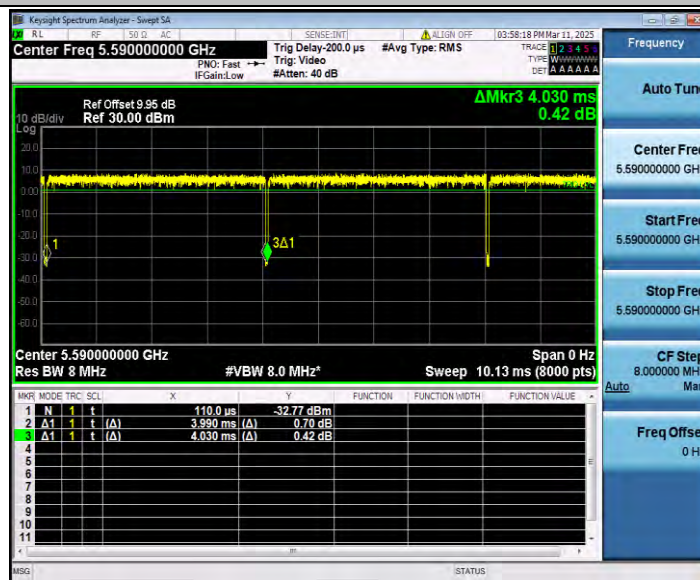 Keysight Spectrum Analyzer - Swept SA
RL RF 50 Ω AC SENSE:INT ALIGN OFF 03:58:18 PM Mar 11, 2025
Center Freq 5.590000000 GHz
PNO: Fast
IFGain:Low
Trig Delay-200.0 µs
Trig: Video
#Atten: 40 dB
#Avg Type: RMS
TRACE 1 2 3 4 5 6
TYPE WWWWWW
DET A A A A A A
Frequency
ΔMkr3 4.030 ms
0.42 dB
Ref Offset 9.95 dB
10 dB/div Ref 30.00 dBm
Log
20.0
10.0
0.00
-10.0
-20.0
-30.0
-40.0
-50.0
-60.0
1
3Δ1
Center 5.590000000 GHz Span 0 Hz
Res BW 8 MHz #VBW 8.0 MHz* Sweep 10.13 ms (8000 pts)
MKR MODE TRC SCL X Y FUNCTION FUNCTION WIDTH FUNCTION VALUE
1 N 1 t 110.0 µs -32.77 dBm
2 Δ1 1 t (Δ) 3.990 ms (Δ) 0.70 dB
3 Δ1 1 t (Δ) 4.030 ms (Δ) 0.42 dB
4
5
6
7
8
9
10
11
MSG STATUS
Auto Tun
Center Fre
5.590000000 GH
Start Fre
5.590000000 GH
Stop Fre
5.590000000 GH
CF Step
8.000000 MH
Auto Ma
Freq Offse
0 H